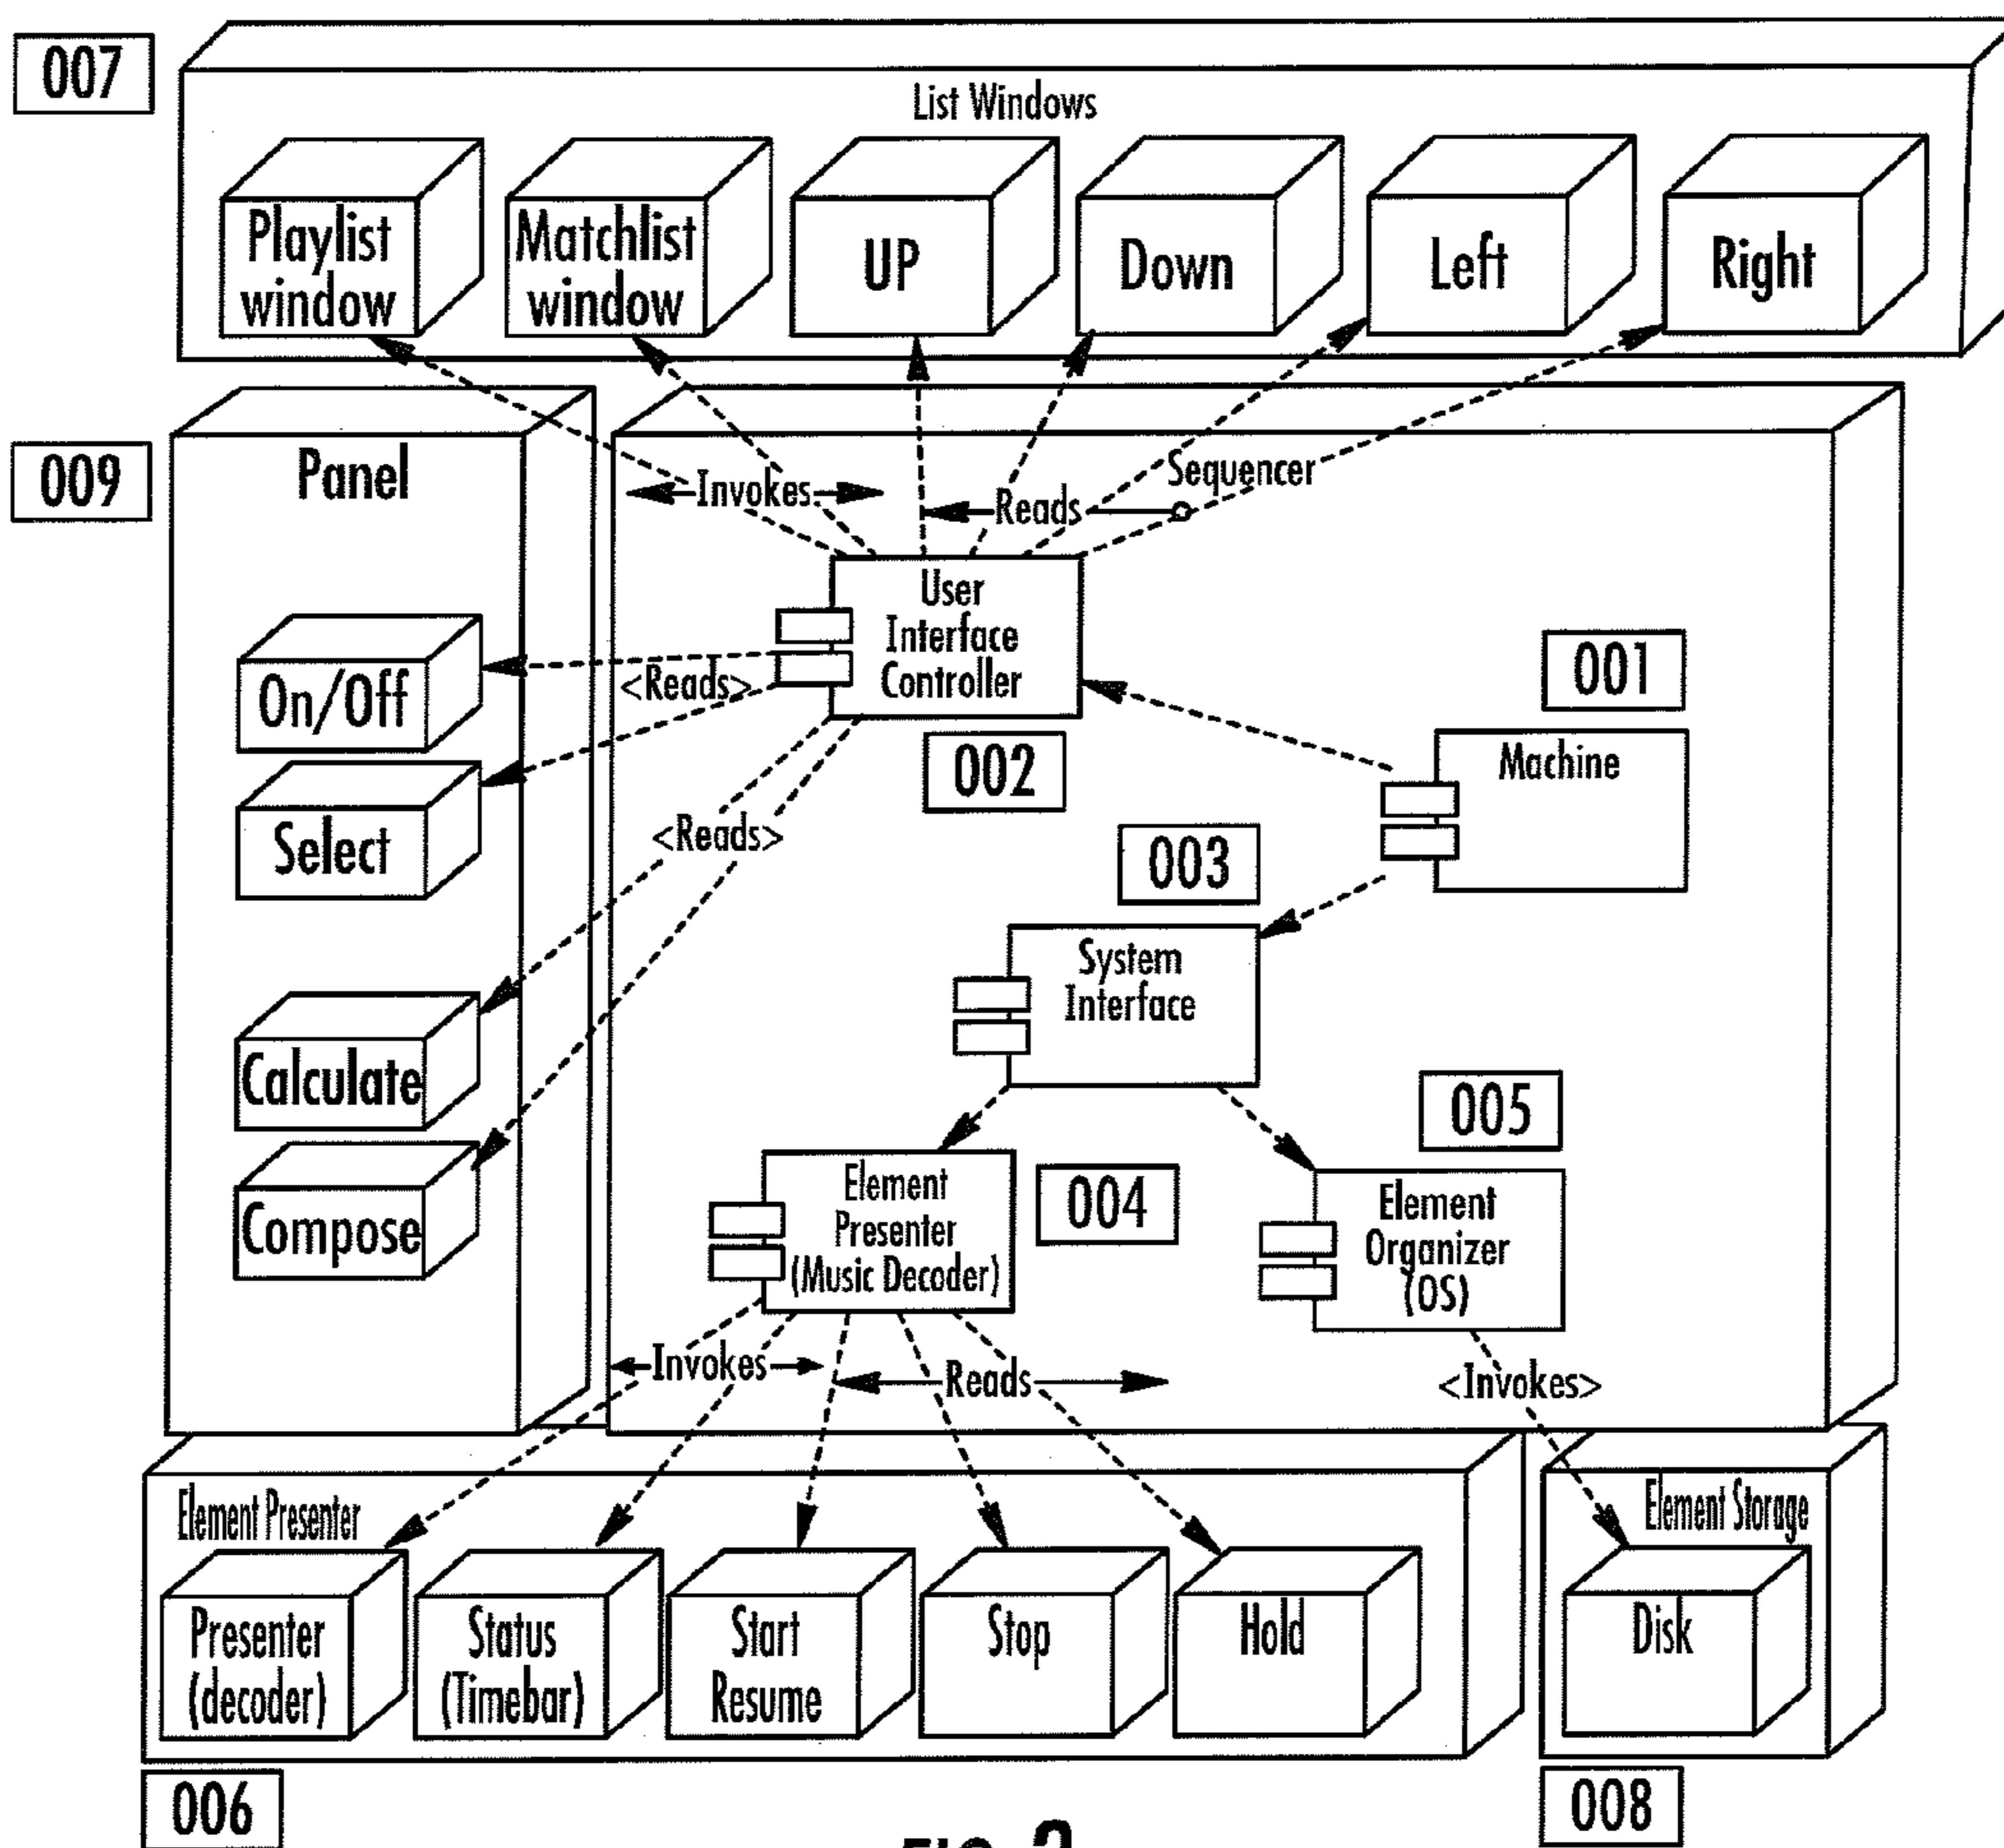 007
List Windows
Playlist
window
Matchlist
window
UP
Down
Left
Right
009
Panel
Invokes
Reads
Sequencer
User
Interface
Controller
<Reads>
On/Off
Select
002
001
Machine
<Reads>
003
System
Interface
Calculate
Compose
005
004
Element
Presenter
(Music Decoder)
Element
Organizer
(OS)
Invokes
Reads
<Invokes>
Element Presenter
Element Storage
Presenter
(decoder)
Status
(Timebar)
Start
Resume
Stop
Hold
Disk
006
008